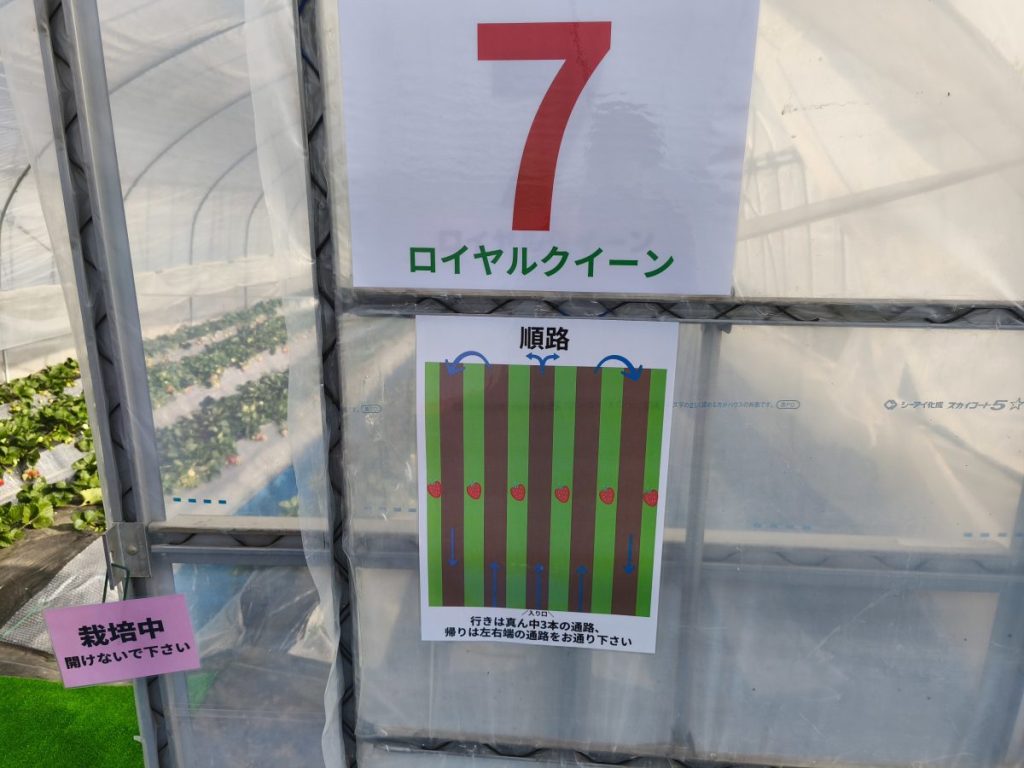 7
ロイヤルクイーン
順路
シーアイ化成 スカイコート5
＼入り口／
行きは真ん中3本の通路、
帰りは左右端の通路をお通り下さい
栽培中
開けないで下さい